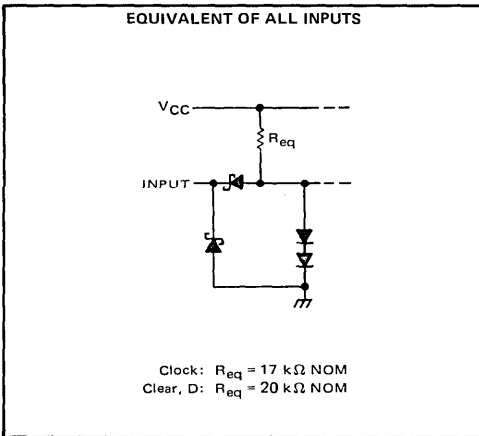 EQUIVALENT OF ALL INPUTS
VCC
Req
INPUT
Clock: Req = 17 kΩ NOM
Clear, D: Req = 20 kΩ NOM